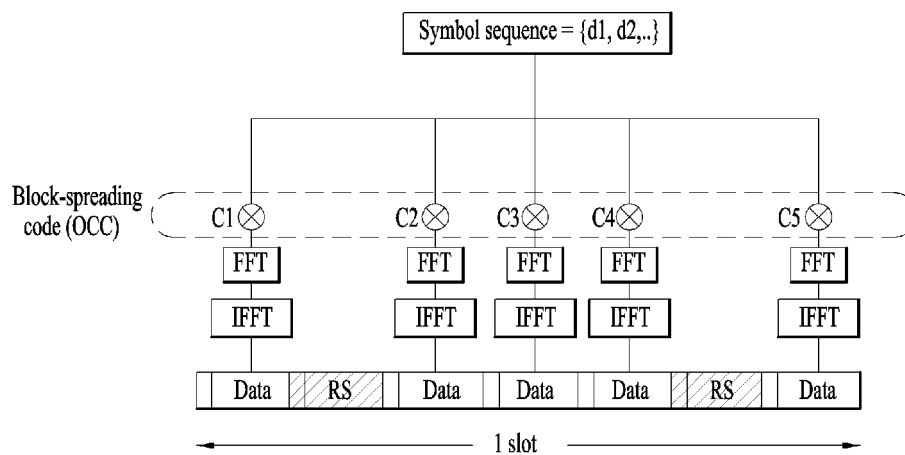 Symbol sequence = {d1, d2,..}
Block-spreading
code (OCC)
C1 C2 C3 C4 C5
FFT FFT FFT FFT FFT
IFFT IFFT IFFT IFFT IFFT
Data RS Data Data Data RS Data
1 slot